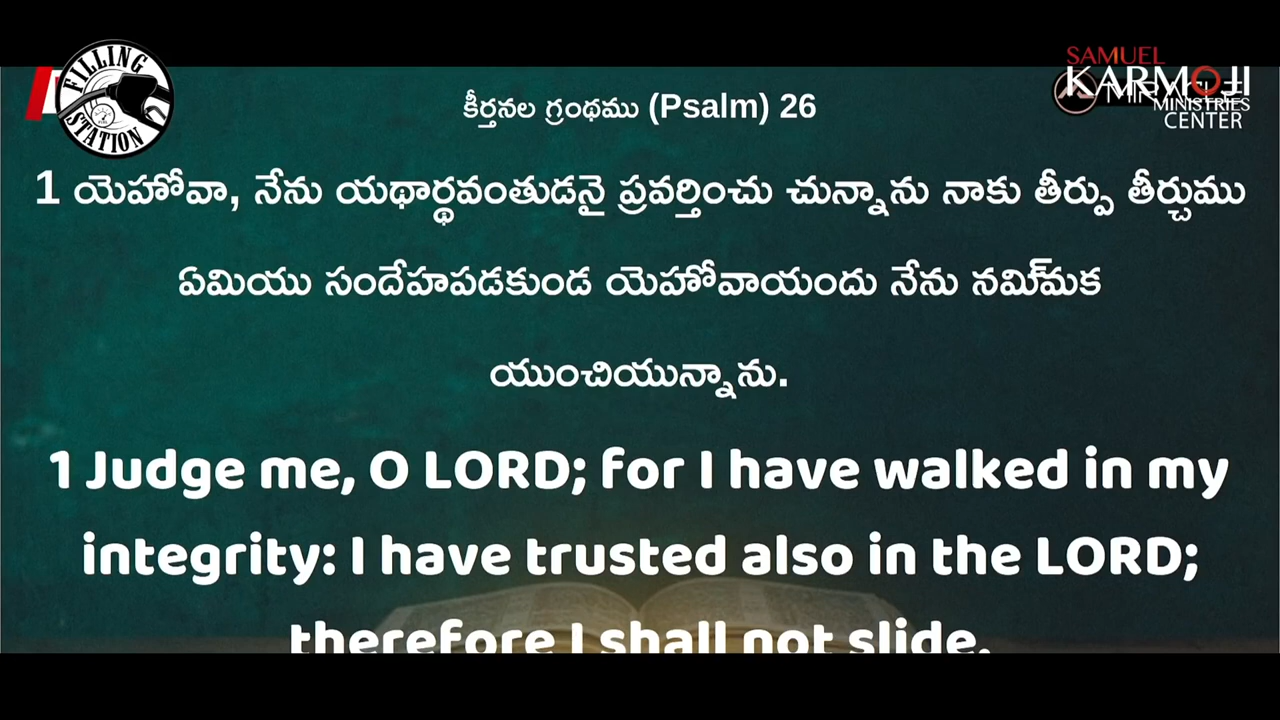 FILLING
STATION
SAMUEL
KARMOJI
MINISTRIES
CENTER
కీర్తనల గ్రంథము (Psalm) 26
1 యెహోవా, నేను యథార్థవంతుడనై ప్రవర్తించు చున్నాను నాకు తీర్పు తీర్చుము
ఏమియు సందేహపడకుండ యెహోవాయందు నేను నమి్మక
యుంచియున్నాను.
1 Judge me, O LORD; for I have walked in my
integrity: I have trusted also in the LORD;
therefore I shall not slide.